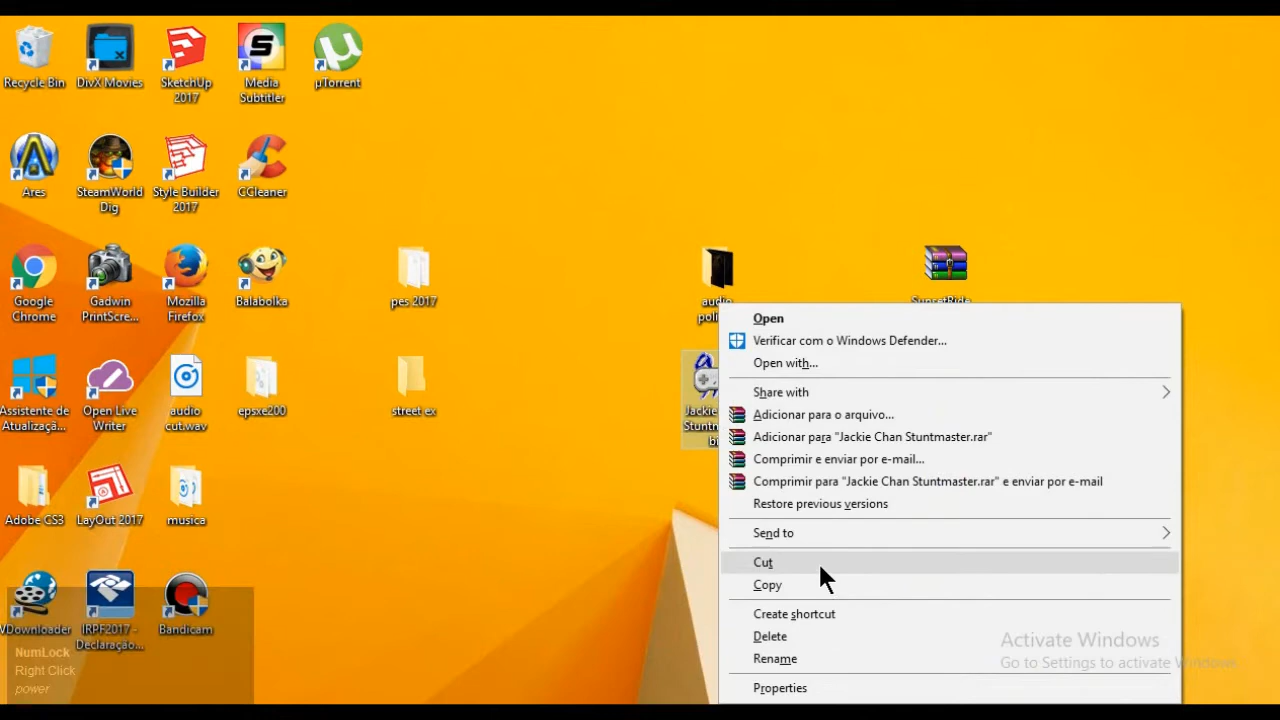 Recycle Bin
DivX Movies
SketchUp
2017
Media
Subtitler
µTorrent
Ares
SteamWorld
Dig
Style Builder
2017
CCleaner
Google
Chrome
Gadwin
PrintScre...
Mozilla
Firefox
Balabolka
pes 2017
audio
Assistente de
Atualizaçã...
Open Live
Writer
audio
cut.wav
epsxe200
street ex
Jackie
Stuntm
bi
Adobe CS3
LayOut 2017
musica
VDownloader
IRPF2017 -
Declaração...
Bandicam
NumLock
Right Click
power
Open
Verificar com o Windows Defender...
Open with...
Share with
Adicionar para o arquivo...
Adicionar para "Jackie Chan Stuntmaster.rar"
Comprimir e enviar por e-mail...
Comprimir para "Jackie Chan Stuntmaster.rar" e enviar por e-mail
Restore previous versions
Send to
Cut
Copy
Create shortcut
Delete
Rename
Properties
Activate Windows
Go to Settings to activate Windows.